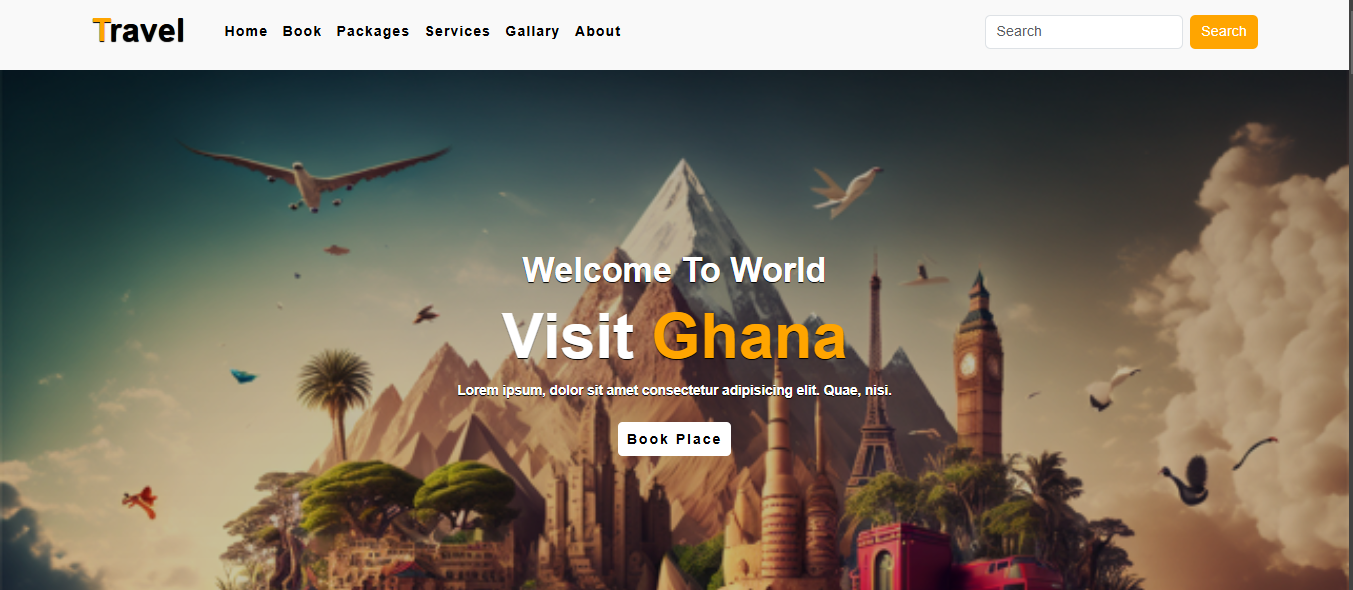 Travel Home Book Packages Services Gallary About Search Search
Welcome To World
Visit Ghana
Lorem ipsum, dolor sit amet consectetur adipisicing elit. Quae, nisi.
Book Place